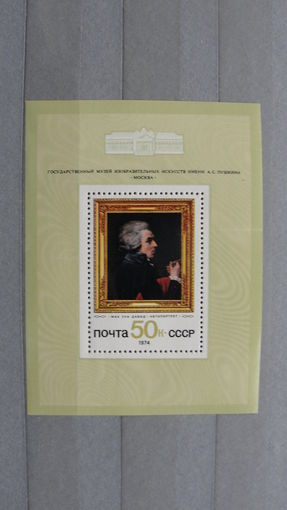 ГОСУДАРСТВЕННЫЙ МУЗЕЙ ИЗОБРАЗИТЕЛЬНЫХ ИСКУССТВ ИМЕНИ А.С. ПУШКИНА
· МОСКВА ·
ПОЧТА 50К СССР
ЖАК ЛУИ ДАВИД. АВТОПОРТРЕТ
1974